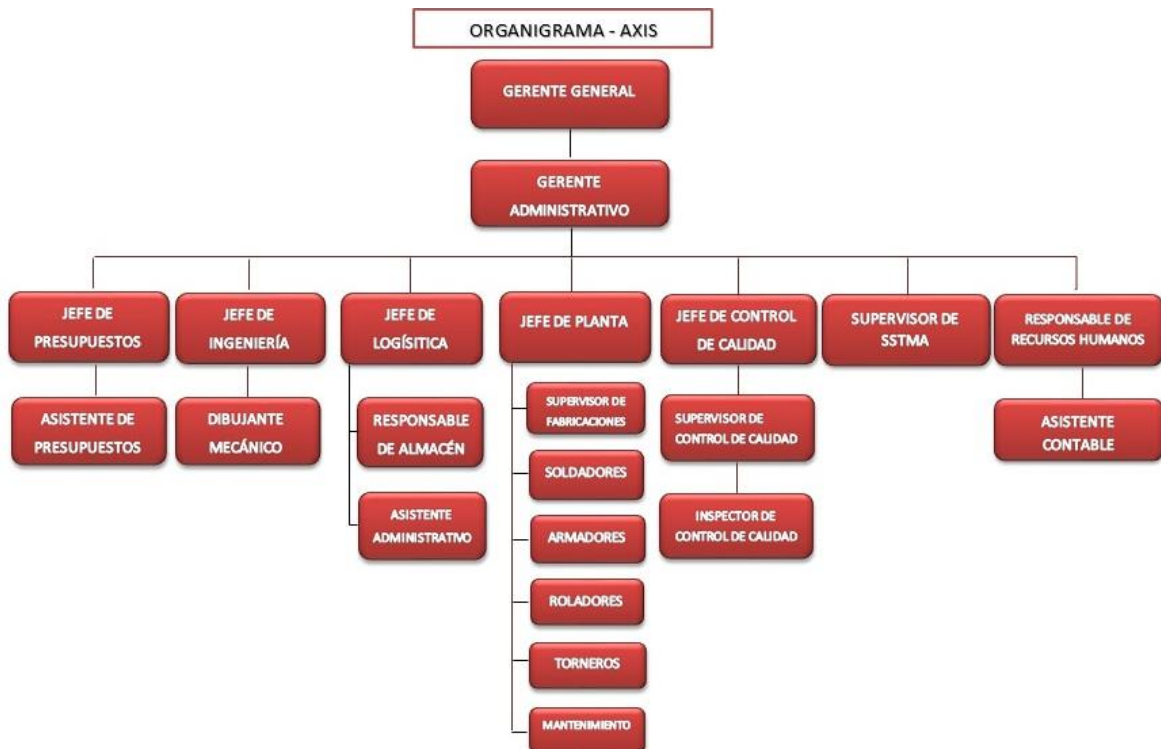 ORGANIGRAMA - AXIS
GERENTE GENERAL
GERENTE
ADMINISTRATIVO
JEFE DE
PRESUPUESTOS
JEFE DE
INGENIERÍA
JEFE DE
LOGÍSITICA
JEFE DE PLANTA
JEFE DE CONTROL
DE CALIDAD
SUPERVISOR DE
SSTMA
RESPONSABLE DE
RECURSOS HUMANOS
ASISTENTE DE
PRESUPUESTOS
DIBUJANTE
MECÁNICO
RESPONSABLE
DE ALMACÉN
ASISTENTE
ADMINISTRATIVO
SUPERVISOR DE
FABRICACIONES
SOLDADORES
ARMADORES
ROLADORES
TORNEROS
MANTENIMIENTO
SUPERVISOR DE
CONTROL DE CALIDAD
INSPECTOR DE
CONTROL DE CALIDAD
ASISTENTE
CONTABLE